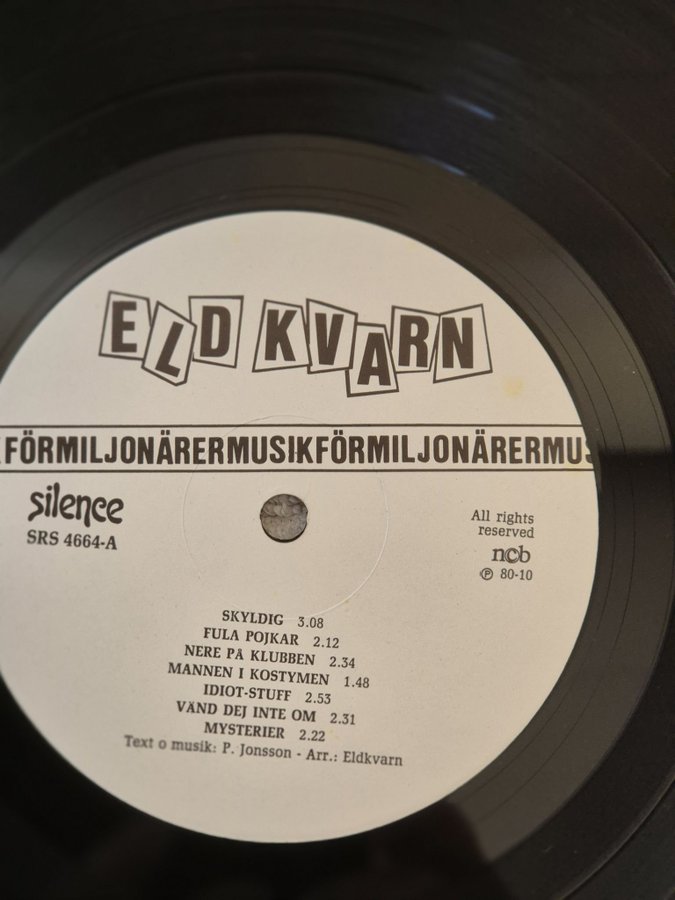 ELD KVARN
KFÖRMILJONÄRERMUSIKFÖRMILJONÄRERMUS
silence
SRS 4664-A
All rights
reserved
ncb
℗ 80-10
SKYLDIG 3.08
FULA POJKAR 2.12
NERE PÅ KLUBBEN 2.34
MANNEN I KOSTYMEN 1.48
IDIOT-STUFF 2.53
VÄND DEJ INTE OM 2.31
MYSTERIER 2.22
Text o musik: P. Jonsson - Arr.: Eldkvarn